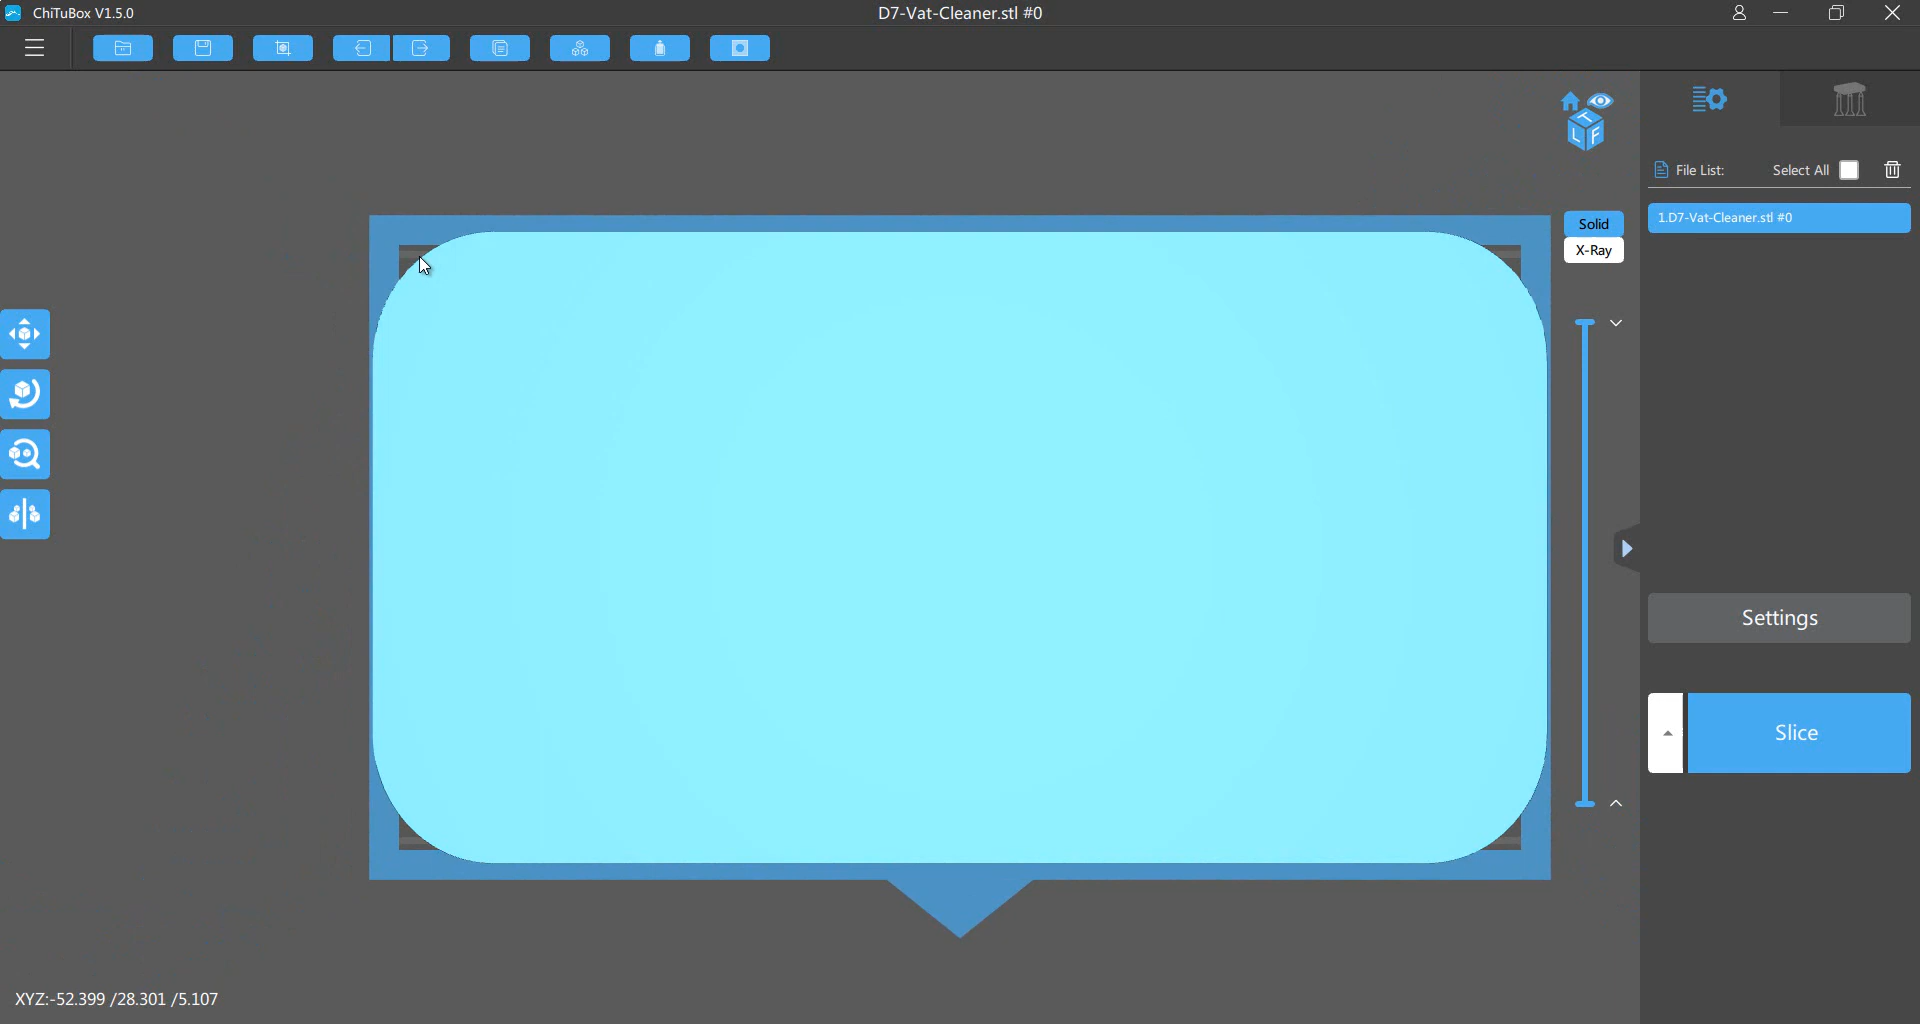 ChiTuBox V1.5.0
D7-Vat-Cleaner.stl #0
T
L F
File List:
Select All
Solid
1.D7-Vat-Cleaner.stl #0
X-Ray
Settings
Slice
XYZ:-52.399 /28.301 /5.107